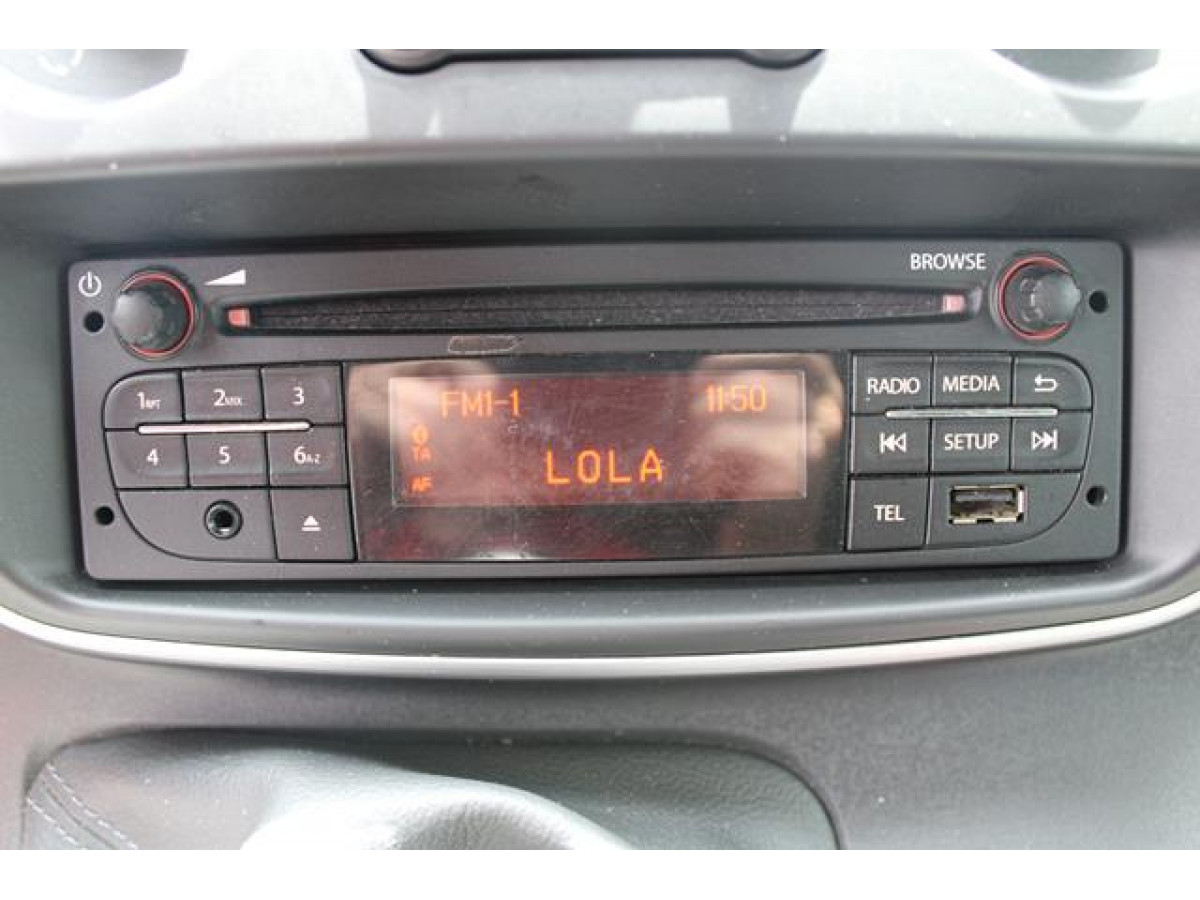 BROWSE
1RPT 2MIX 3
4 5 6A-Z
FM1-1 11:50
TA
AF
LOLA
RADIO MEDIA
SETUP
TEL